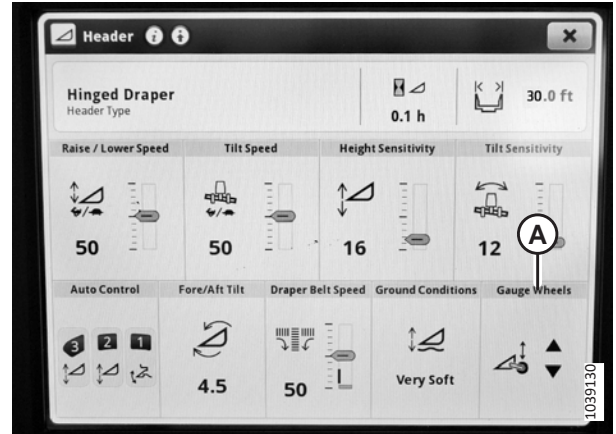 Header
Hinged Draper
Header Type
0.1 h
30.0 ft
Raise / Lower Speed
Tilt Speed
Height Sensitivity
Tilt Sensitivity
50
50
16
12
A
Auto Control
Fore/Aft Tilt
Draper Belt Speed
Ground Conditions
Gauge Wheels
3
2
1
4.5
50
Very Soft
1039130